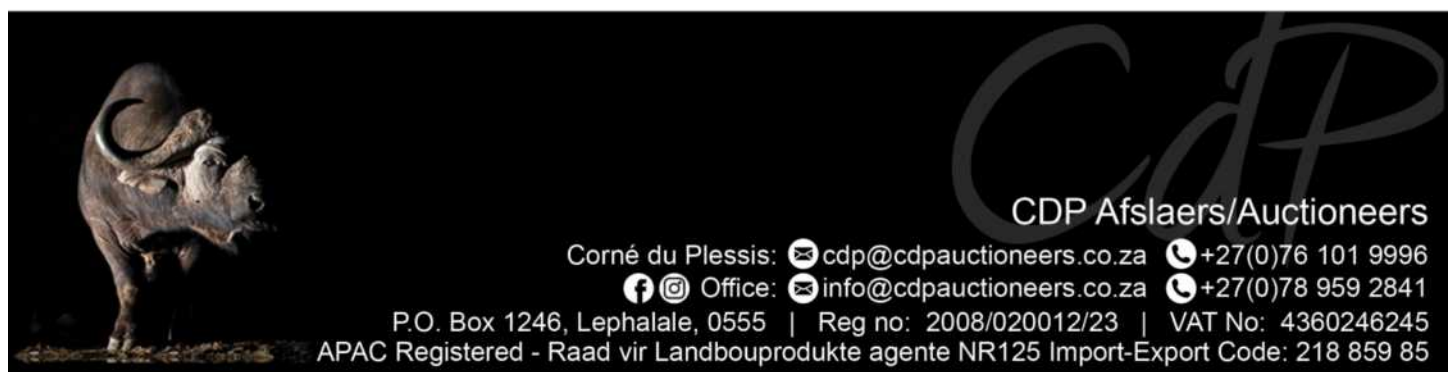 CdP
CDP Afslaers/Auctioneers
Corné du Plessis: cdp@cdpauctioneers.co.za +27(0)76 101 9996
Office: info@cdpauctioneers.co.za +27(0)78 959 2841
P.O. Box 1246, Lephalale, 0555 | Reg no: 2008/020012/23 | VAT No: 4360246245
APAC Registered - Raad vir Landbouprodukte agente NR125 Import-Export Code: 218 859 85